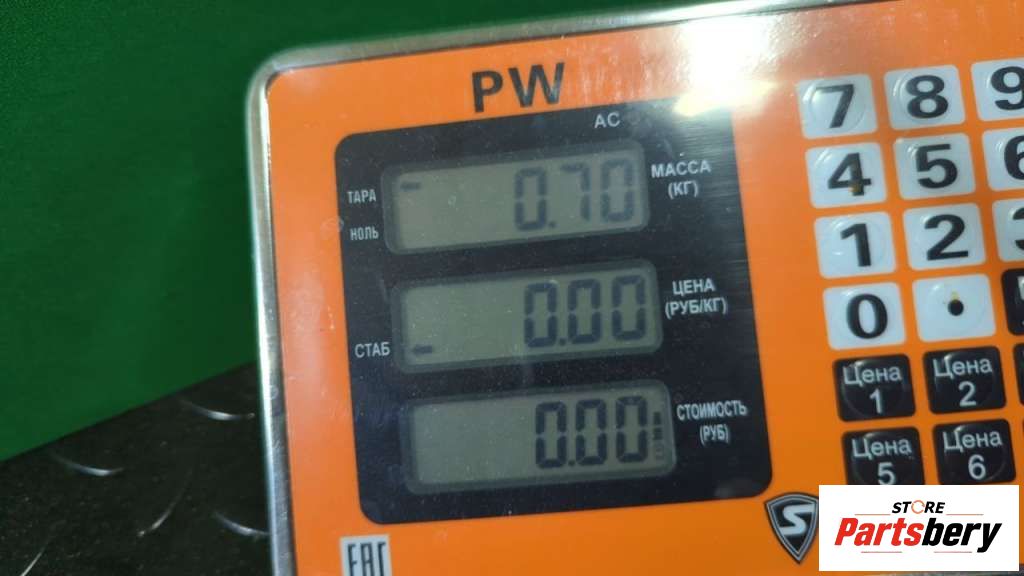 PW
AC
ТАРА
0.70
МАССА
(КГ)
НОЛЬ
0.00
ЦЕНА
(РУБ/КГ)
СТАБ
0.00
СТОИМОСТЬ
(РУБ)
7 8 9
4 5 6
1 2 3
0 .
Цена
1
Цена
2
Цена
5
Цена
6
S
EAC
STORE
Partsbery